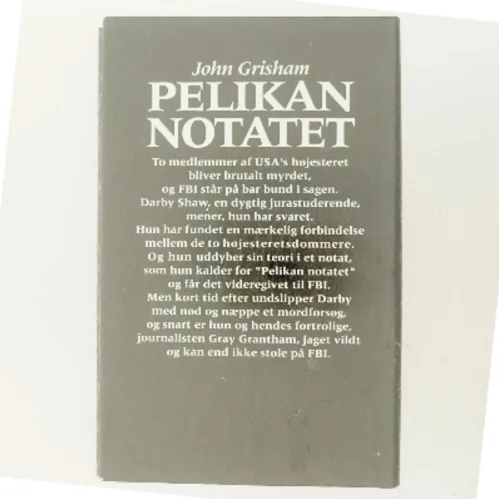 John Grisham
PELIKAN
NOTATET
To medlemmer af USA's højesteret
bliver brutalt myrdet,
og FBI står på bar bund i sagen.
Darby Shaw, en dygtig jurastuderende,
mener, hun har svaret.
Hun har fundet en mærkelig forbindelse
mellem de to højesteretsdommere.
Og hun uddyber sin teori i et notat,
som hun kalder for "Pelikan notatet"
og får det videregivet til FBI.
Men kort tid efter undslipper Darby
med nød og næppe et mordforsøg,
og snart er hun og hendes fortrolige,
journalisten Gray Grantham, jaget vildt
og kan end ikke stole på FBI.